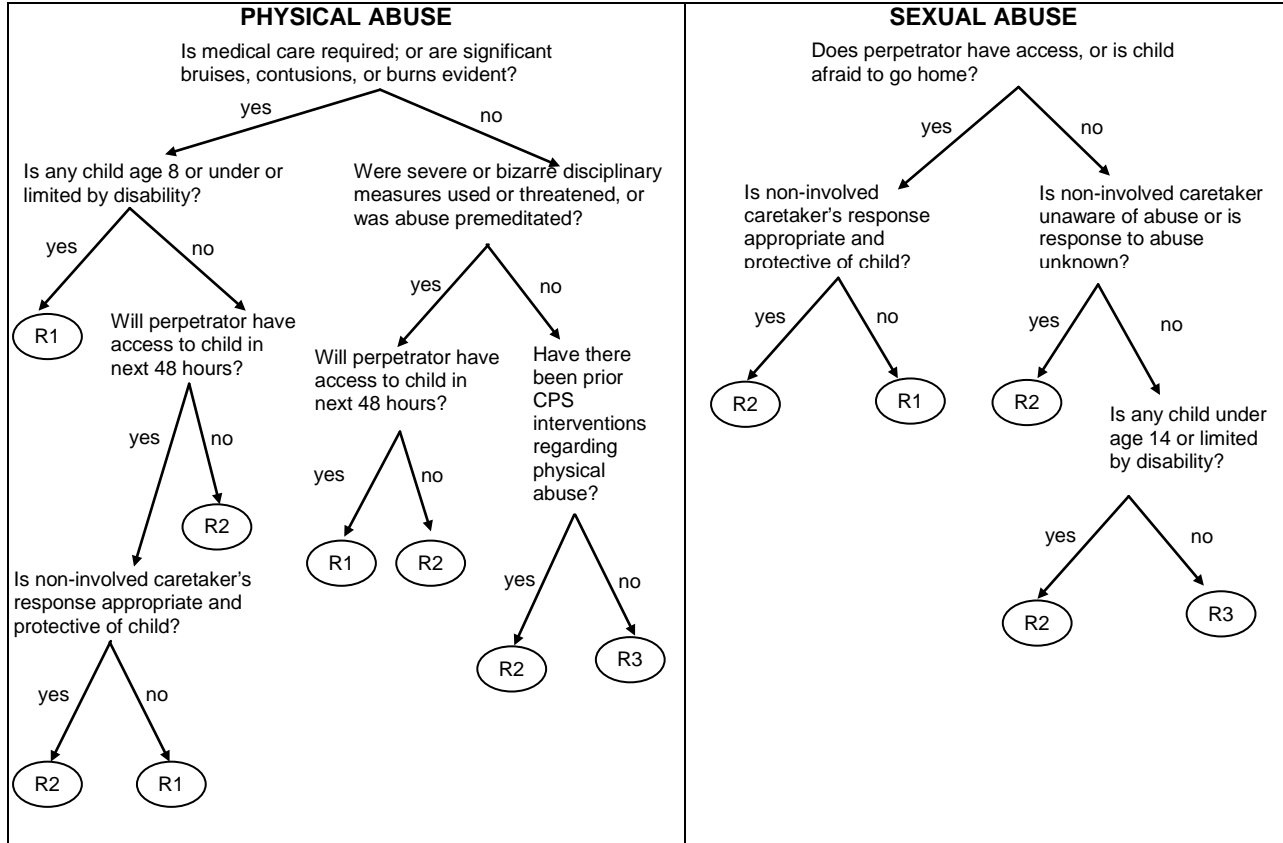 PHYSICAL ABUSE
Is medical care required; or are significant
bruises, contusions, or burns evident?
yes
no
Is any child age 8 or under or
limited by disability?
Were severe or bizarre disciplinary
measures used or threatened, or
was abuse premeditated?
yes
no
yes
no
R1
Will perpetrator have
access to child in
next 48 hours?
Will perpetrator have
access to child in
next 48 hours?
Have there
been prior
CPS
interventions
regarding
physical
abuse?
yes
no
yes
no
R2
R1
R2
Is non-involved caretaker's
response appropriate and
protective of child?
yes
no
R2
R3
yes
no
R2
R1
SEXUAL ABUSE
Does perpetrator have access, or is child
afraid to go home?
yes
no
Is non-involved
caretaker's response
appropriate and
protective of child?
Is non-involved caretaker
unaware of abuse or is
response to abuse
unknown?
yes
no
yes
no
R2
R1
R2
Is any child under
age 14 or limited
by disability?
yes
no
R2
R3